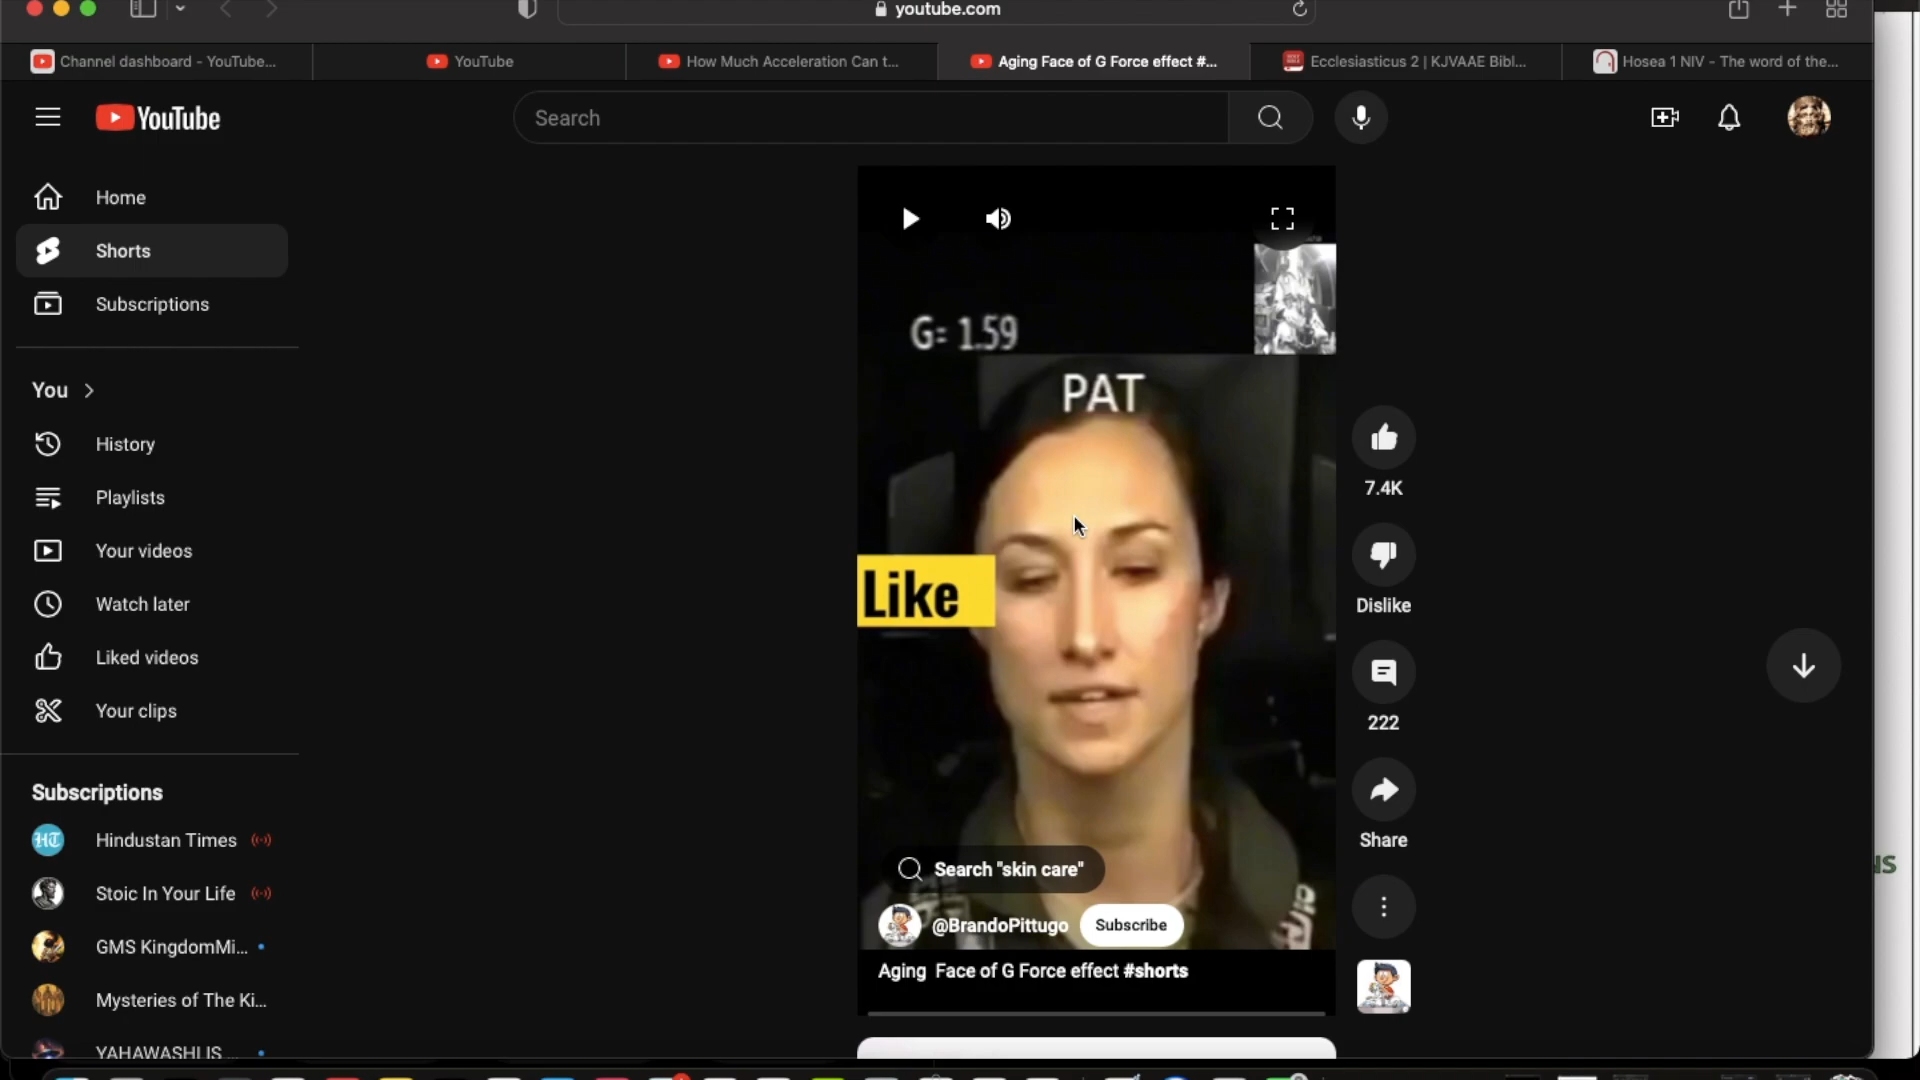 youtube.com
Channel dashboard - YouTube...
YouTube
How Much Acceleration Can t...
Aging Face of G Force effect #...
Ecclesiasticus 2 | KJVAAE Bibl...
Hosea 1 NIV - The word of the...
YouTube
Search
Home
Shorts
Subscriptions
You
History
Playlists
Your videos
Watch later
Liked videos
Your clips
Subscriptions
HT
Hindustan Times
Stoic In Your Life
GMS KingdomMi...
Mysteries of The Ki...
YAHAWASHI IS ...
G= 1.59
PAT
Like
Search "skin care"
@BrandoPittugo
Subscribe
Aging Face of G Force effect #shorts
7.4K
Dislike
222
Share